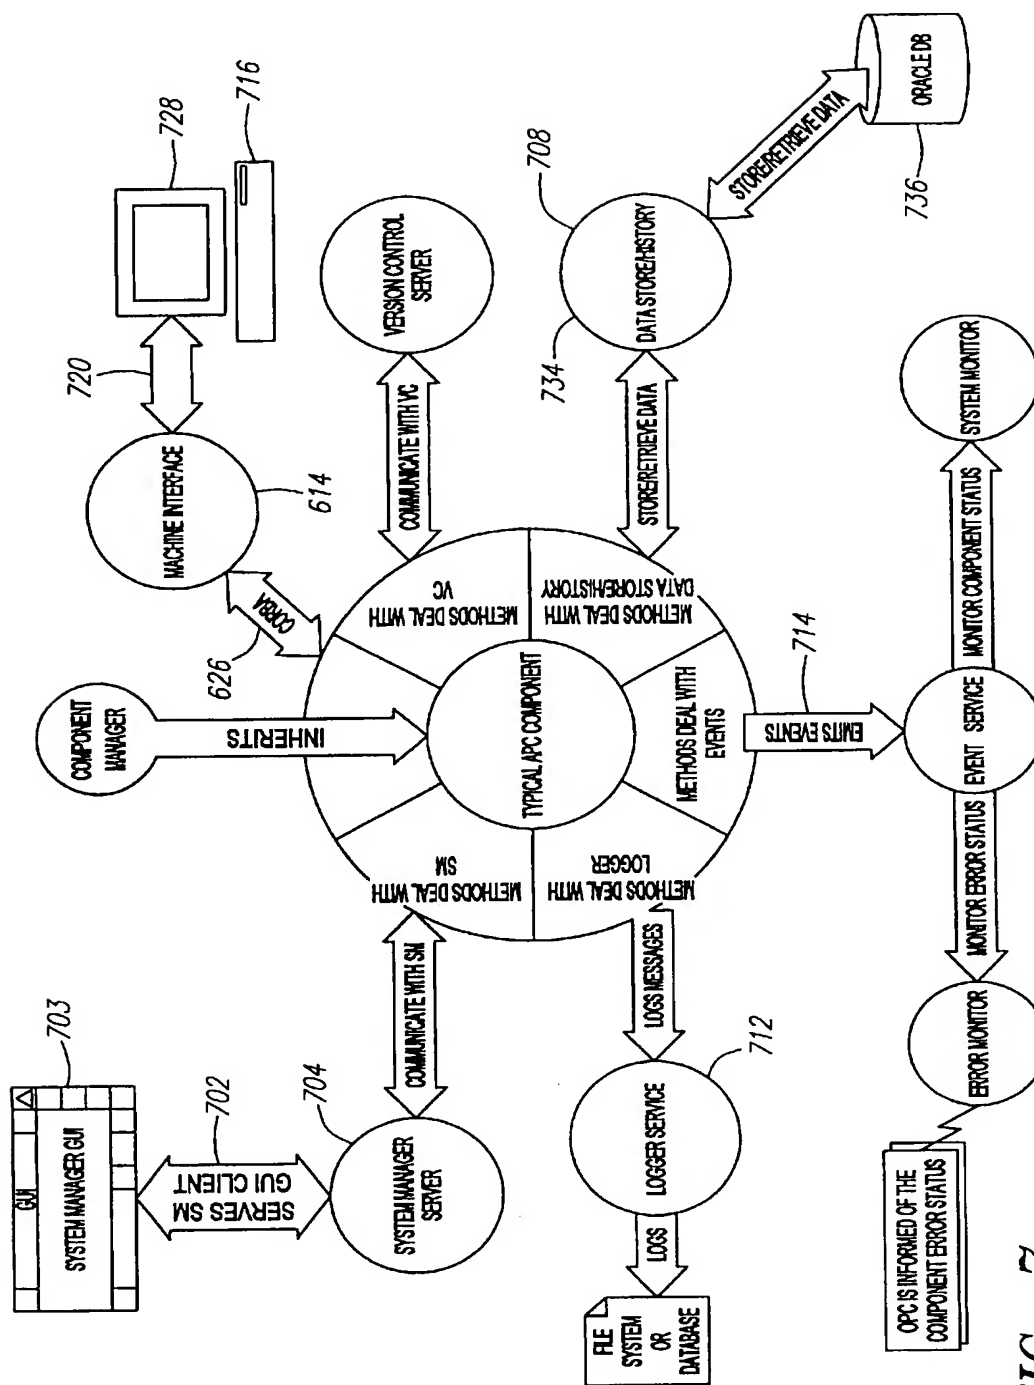 GUI
SYSTEM MANAGER GUI
703
SERVES SM
GUI CLIENT
702
SYSTEM MANAGER
SERVER
704
COMMUNICATE WITH SM
COMPONENT
MANAGER
INHERITS
MACHINE INTERFACE
614
CORBA
626
720
728
716
VERSION CONTROL
SERVER
COMMUNICATE WITH VC
METHODS DEAL WITH
SM
METHODS DEAL WITH
VC
TYPICAL APC COMPONENT
METHODS DEAL WITH
LOGGER
METHODS DEAL WITH
EVENTS
METHODS DEAL WITH
DATA STORE/HISTORY
FILE
SYSTEM
OR
DATABASE
LOGS
LOGGER SERVICE
712
LOGS MESSAGES
STORE/RETRIEVE DATA
734
DATA STORE/HISTORY
708
STORE/RETRIEVE DATA
ORACLE DB
736
EMITS EVENTS
714
OPC IS INFORMED OF THE
COMPONENT ERROR STATUS
ERROR MONITOR
MONITOR ERROR STATUS
EVENT SERVICE
MONITOR COMPONENT STATUS
SYSTEM MONITOR
FIG._7